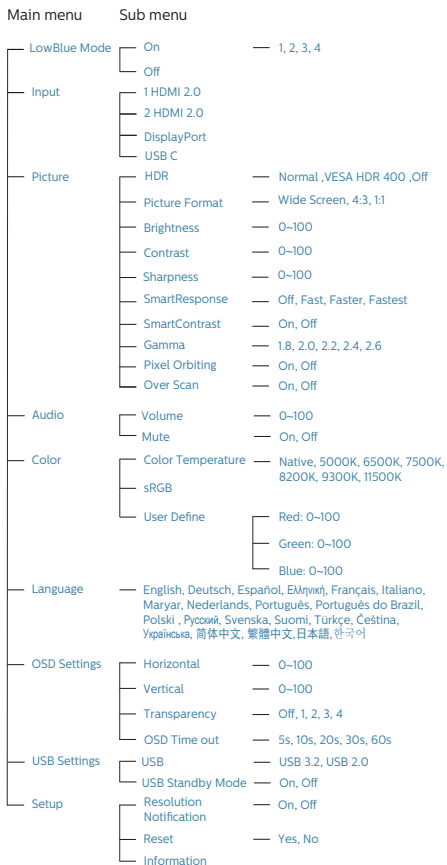 Main menu Sub menu
LowBlue Mode On 1, 2, 3, 4
Off
Input 1 HDMI 2.0
2 HDMI 2.0
DisplayPort
USB C
Picture HDR Normal ,VESA HDR 400 ,Off
Picture Format Wide Screen, 4:3, 1:1
Brightness 0~100
Contrast 0~100
Sharpness 0~100
SmartResponse Off, Fast, Faster, Fastest
SmartContrast On, Off
Gamma 1.8, 2.0, 2.2, 2.4, 2.6
Pixel Orbiting On, Off
Over Scan On, Off
Audio Volume 0~100
Mute On, Off
Color Color Temperature Native, 5000K, 6500K, 7500K,
8200K, 9300K, 11500K
sRGB
User Define Red: 0~100
Green: 0~100
Blue: 0~100
Language English, Deutsch, Español, Ελληνική, Français, Italiano,
Maryar, Nederlands, Português, Português do Brazil,
Polski , Русский, Svenska, Suomi, Türkçe, Čeština,
Українська, 简体中文, 繁體中文,日本語,한국어
OSD Settings Horizontal 0~100
Vertical 0~100
Transparency Off, 1, 2, 3, 4
OSD Time out 5s, 10s, 20s, 30s, 60s
USB Settings USB USB 3.2, USB 2.0
USB Standby Mode On, Off
Setup Resolution On, Off
Notification
Reset Yes, No
Information